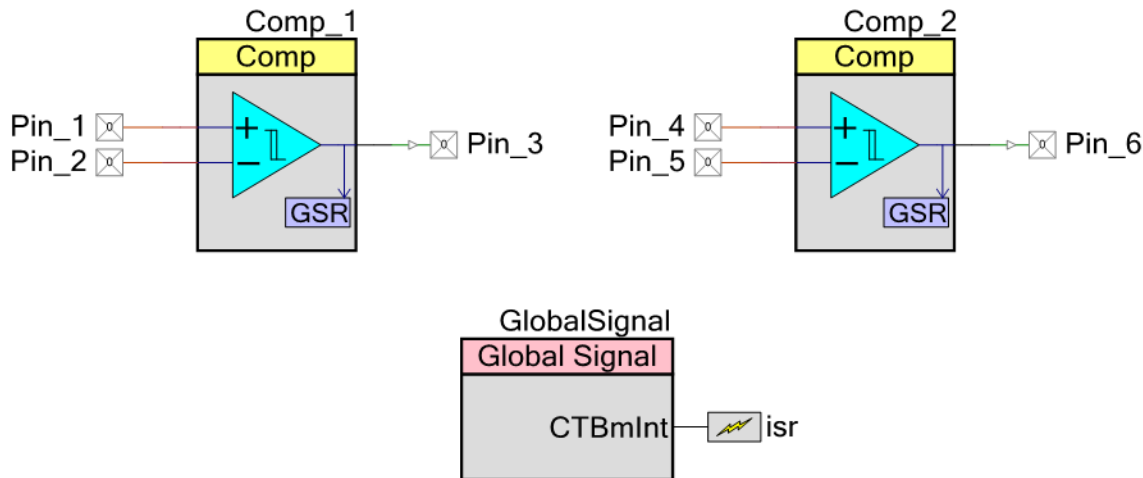 Comp_1
Comp
Pin_1
Pin_2
+
−
GSR
Pin_3
Comp_2
Comp
Pin_4
Pin_5
+
−
GSR
Pin_6
GlobalSignal
Global Signal
CTBmInt
isr